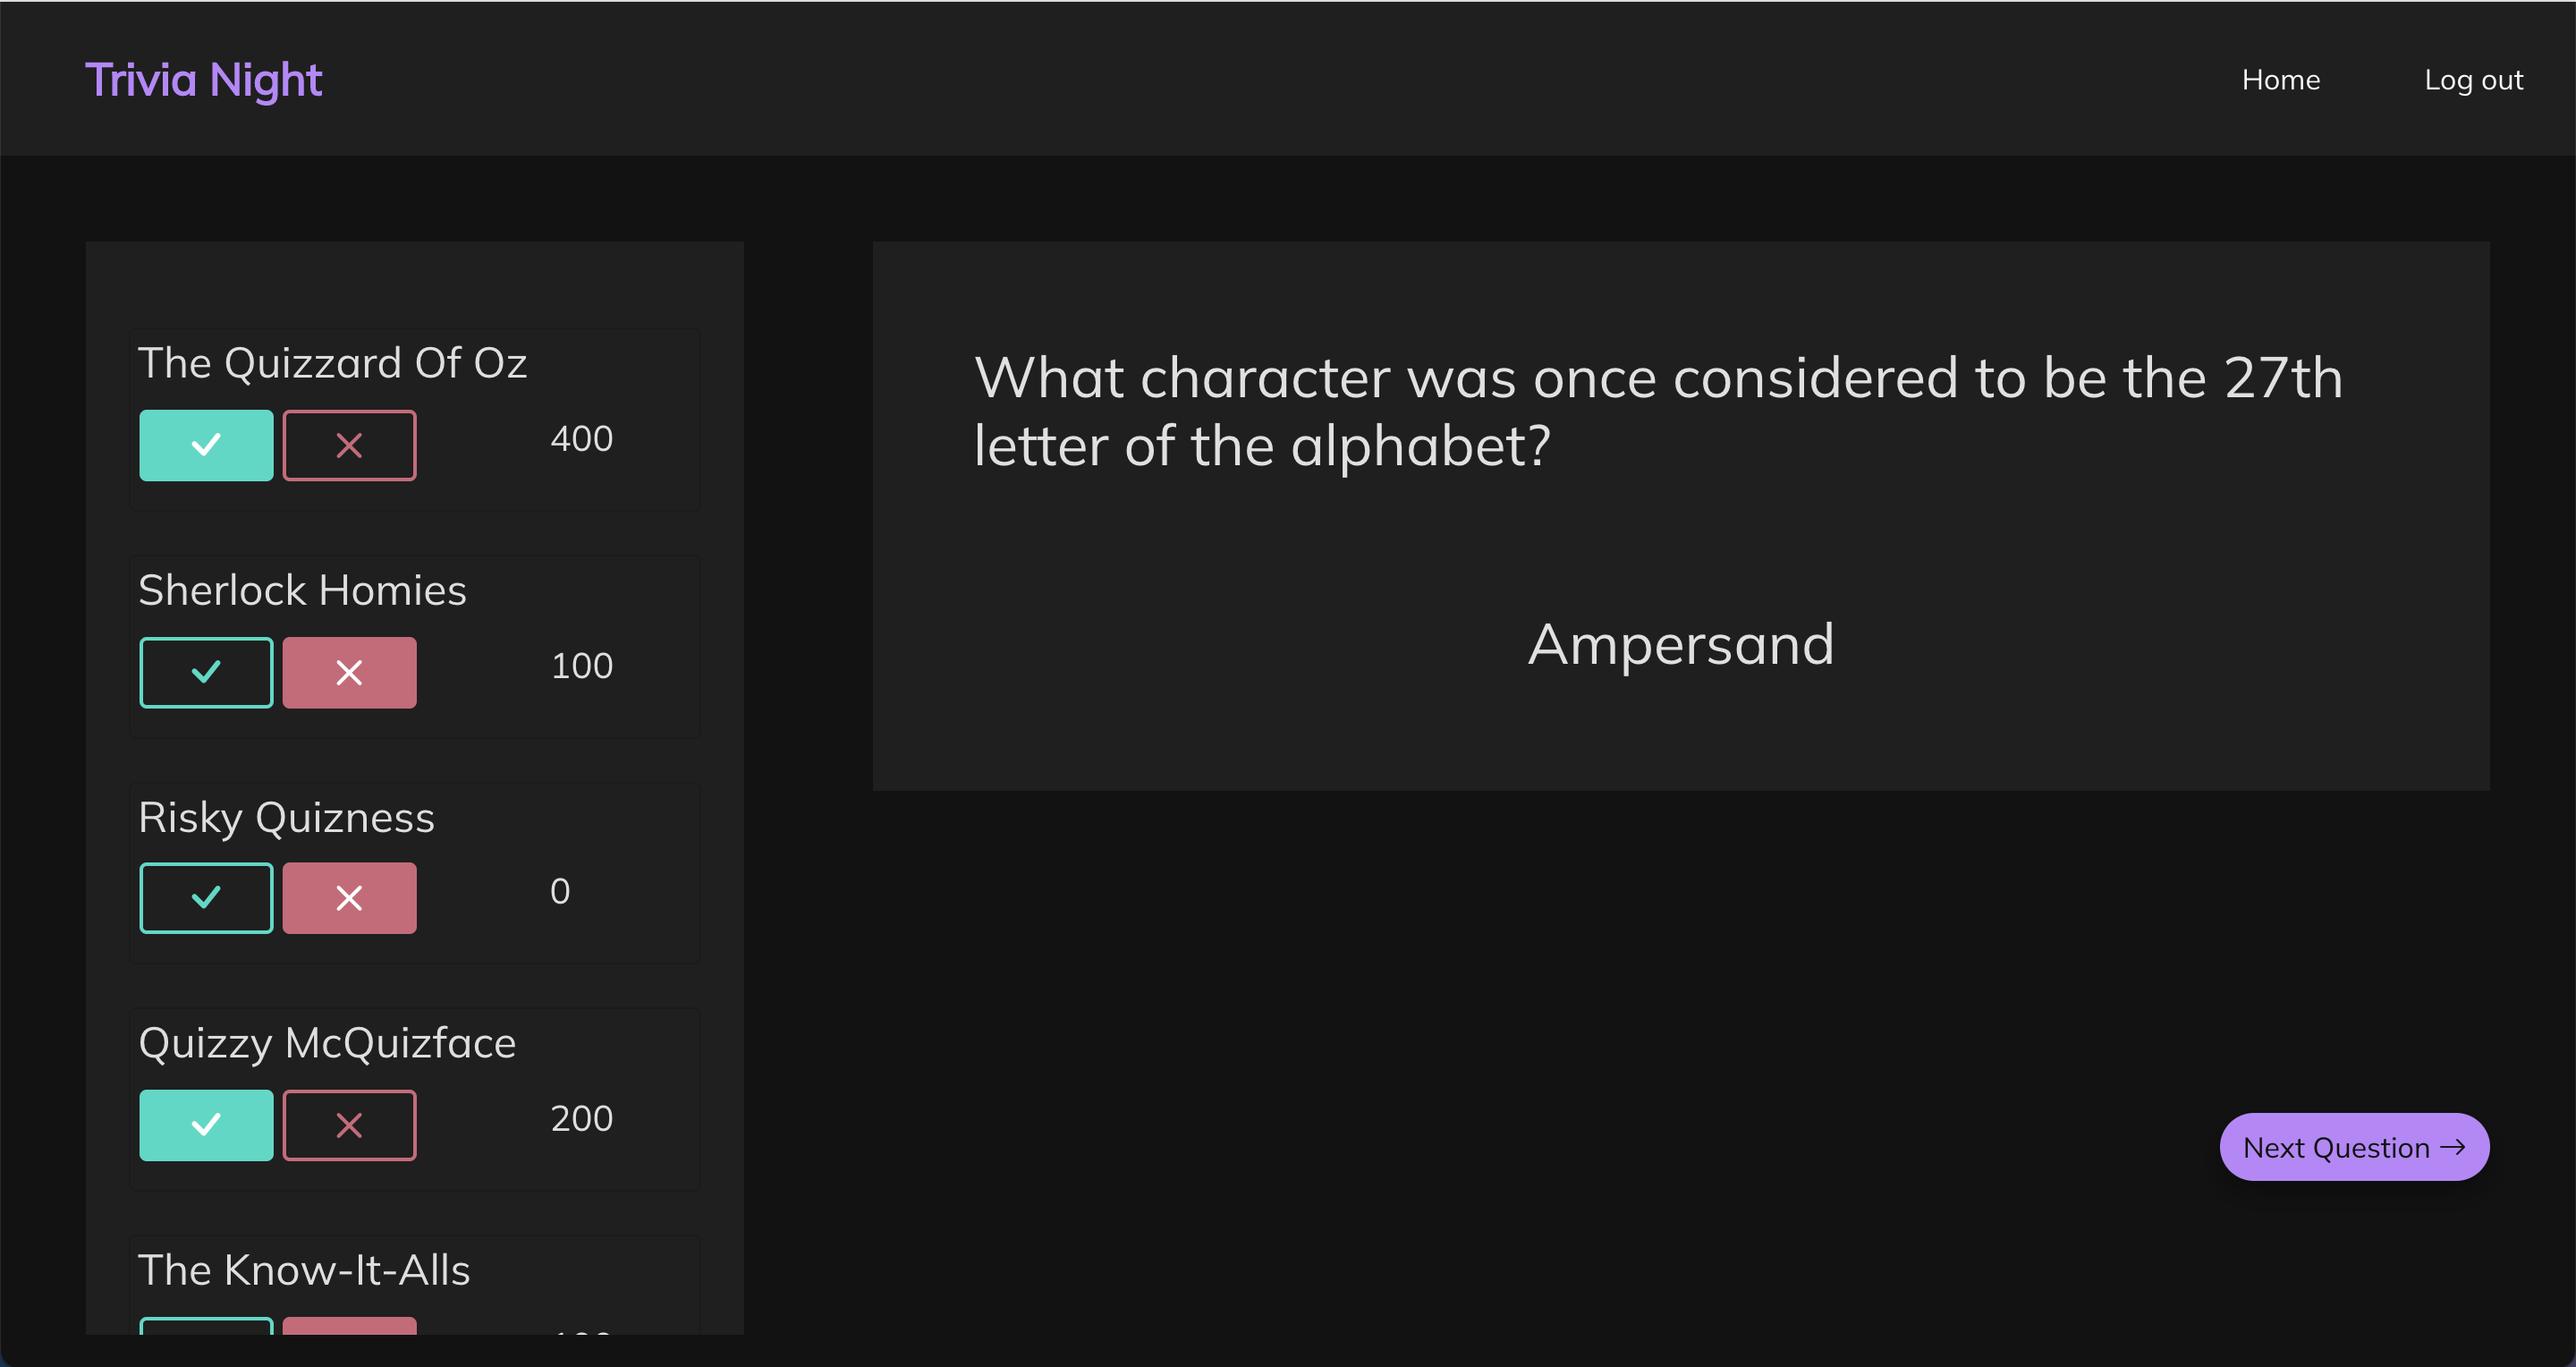 Trivia Night
Home
Log out
The Quizzard Of Oz
400
Sherlock Homies
100
Risky Quizness
0
Quizzy McQuizface
200
The Know-It-Alls
What character was once considered to be the 27th
letter of the alphabet?
Ampersand
Next Question →